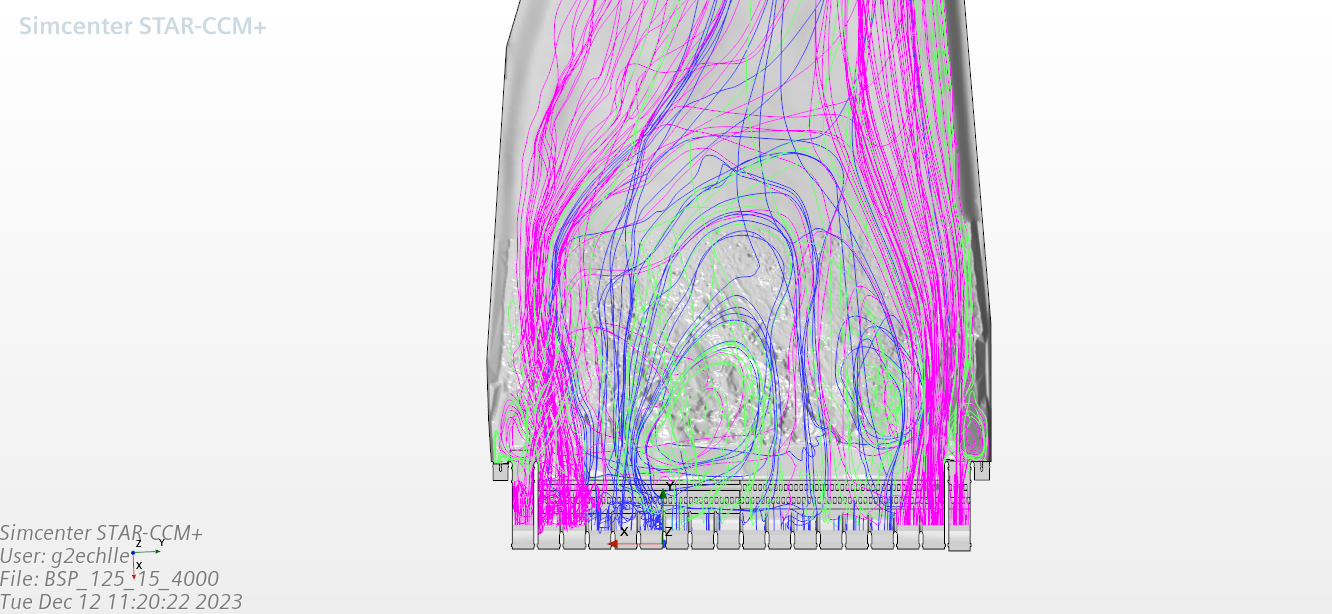 Simcenter STAR-CCM+
Y
X
Z
Simcenter STAR-CCM+
Z
Y
User: g2echlle
X
File: BSP_125_15_4000
Tue Dec 12 11:20:22 2023